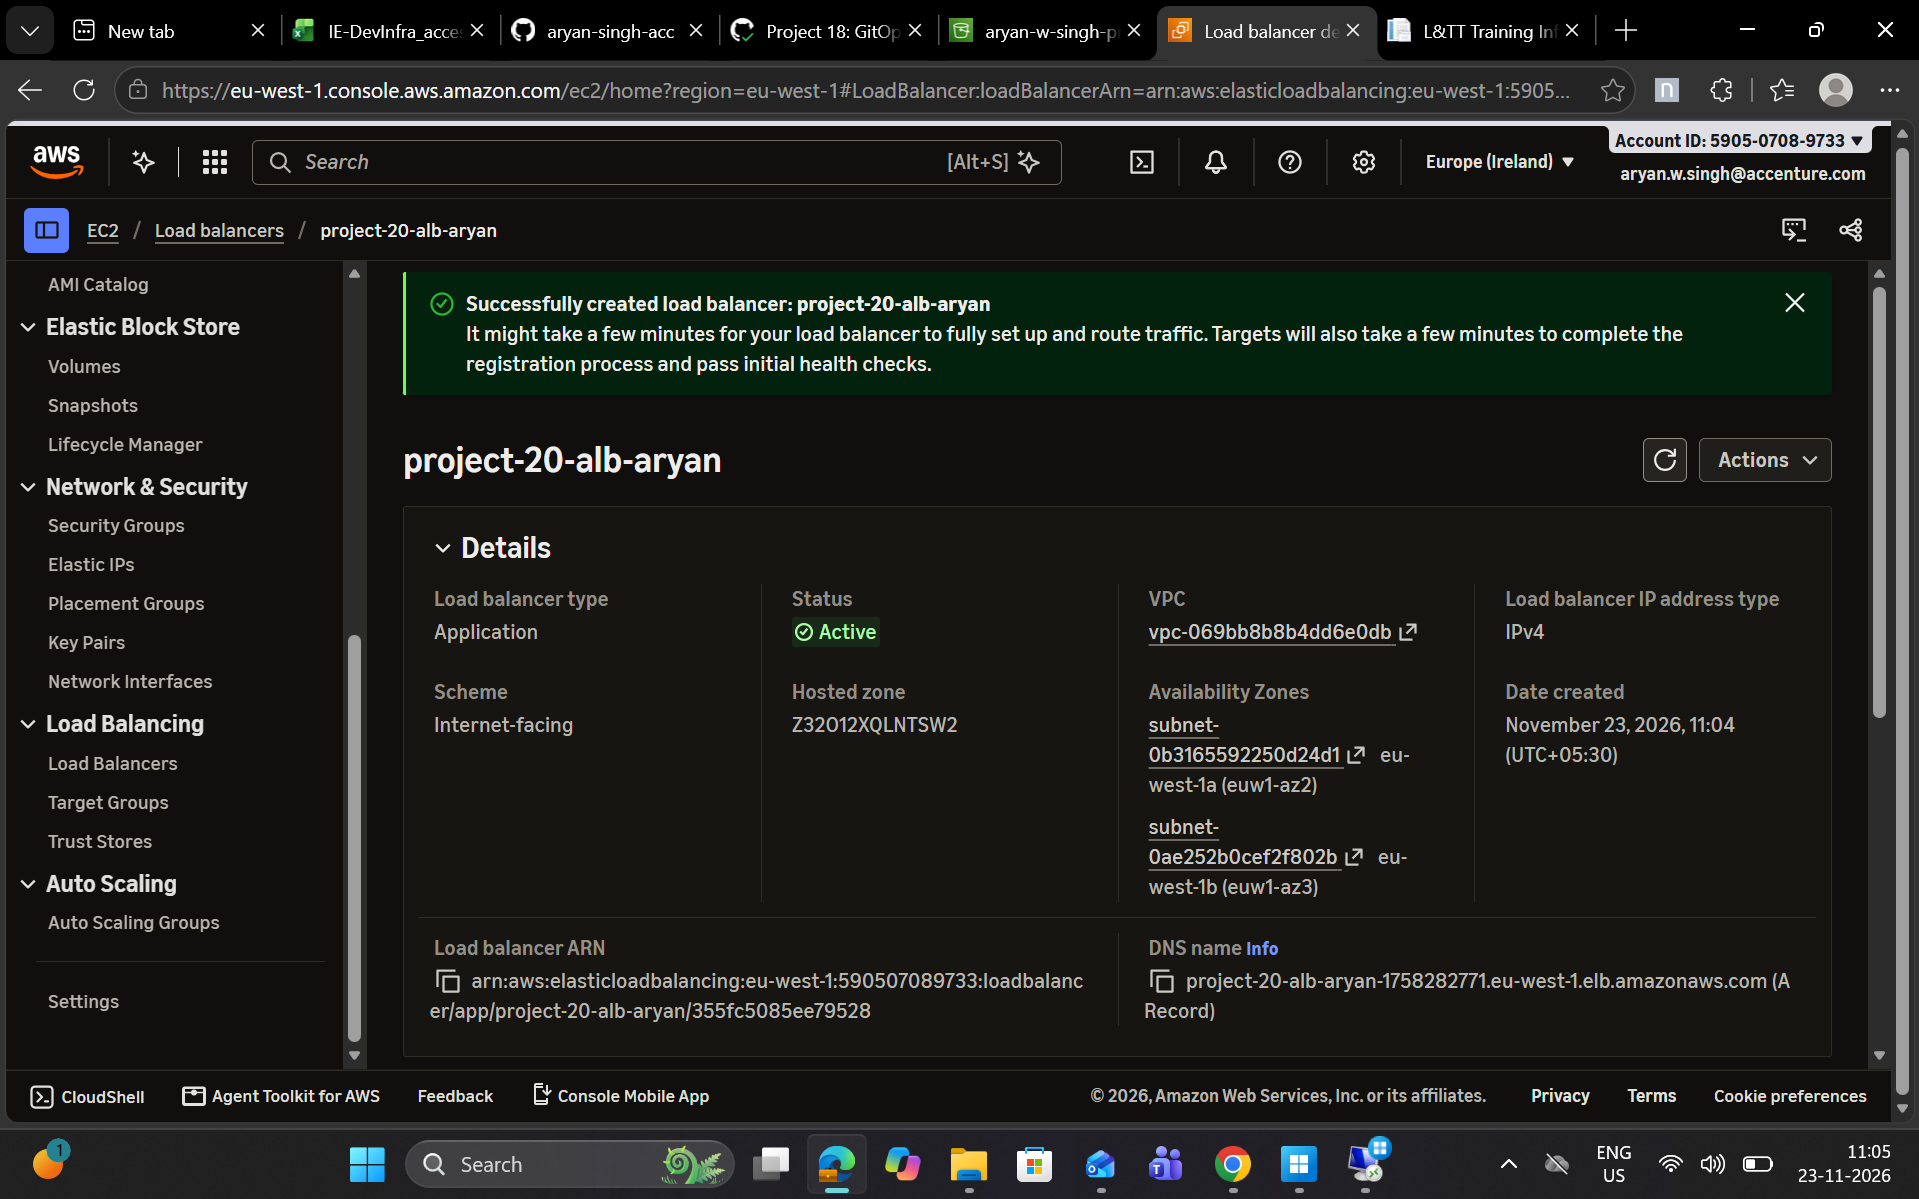 New tab
IE-DevInfra_acce
aryan-singh-acc
Project 18: GitOp
aryan-w-singh-p
Load balancer de
L&TT Training Inf
https://eu-west-1.console.aws.amazon.com/ec2/home?region=eu-west-1#LoadBalancer:loadBalancerArn=arn:aws:elasticloadbalancing:eu-west-1:5905...
n
aws
Search
[Alt+S]
Europe (Ireland)
Account ID: 5905-0708-9733
aryan.w.singh@accenture.com
EC2 / Load balancers / project-20-alb-aryan
AMI Catalog
Elastic Block Store
Volumes
Snapshots
Lifecycle Manager
Network & Security
Security Groups
Elastic IPs
Placement Groups
Key Pairs
Network Interfaces
Load Balancing
Load Balancers
Target Groups
Trust Stores
Auto Scaling
Auto Scaling Groups
Settings
Successfully created load balancer: project-20-alb-aryan
It might take a few minutes for your load balancer to fully set up and route traffic. Targets will also take a few minutes to complete the
registration process and pass initial health checks.
project-20-alb-aryan
Actions
Details
Load balancer type
Application
Status
Active
VPC
vpc-069bb8b8b4dd6e0db
Load balancer IP address type
IPv4
Scheme
Internet-facing
Hosted zone
Z32O12XQLNTSW2
Availability Zones
subnet-
0b3165592250d24d1 eu-
west-1a (euw1-az2)
subnet-
0ae252b0cef2f802b eu-
west-1b (euw1-az3)
Date created
November 23, 2026, 11:04
(UTC+05:30)
Load balancer ARN
arn:aws:elasticloadbalancing:eu-west-1:590507089733:loadbalanc
er/app/project-20-alb-aryan/355fc5085ee79528
DNS name Info
project-20-alb-aryan-1758282771.eu-west-1.elb.amazonaws.com (A
Record)
CloudShell
Agent Toolkit for AWS
Feedback
Console Mobile App
© 2026, Amazon Web Services, Inc. or its affiliates.
Privacy
Terms
Cookie preferences
1
Search
ENG
US
11:05
23-11-2026